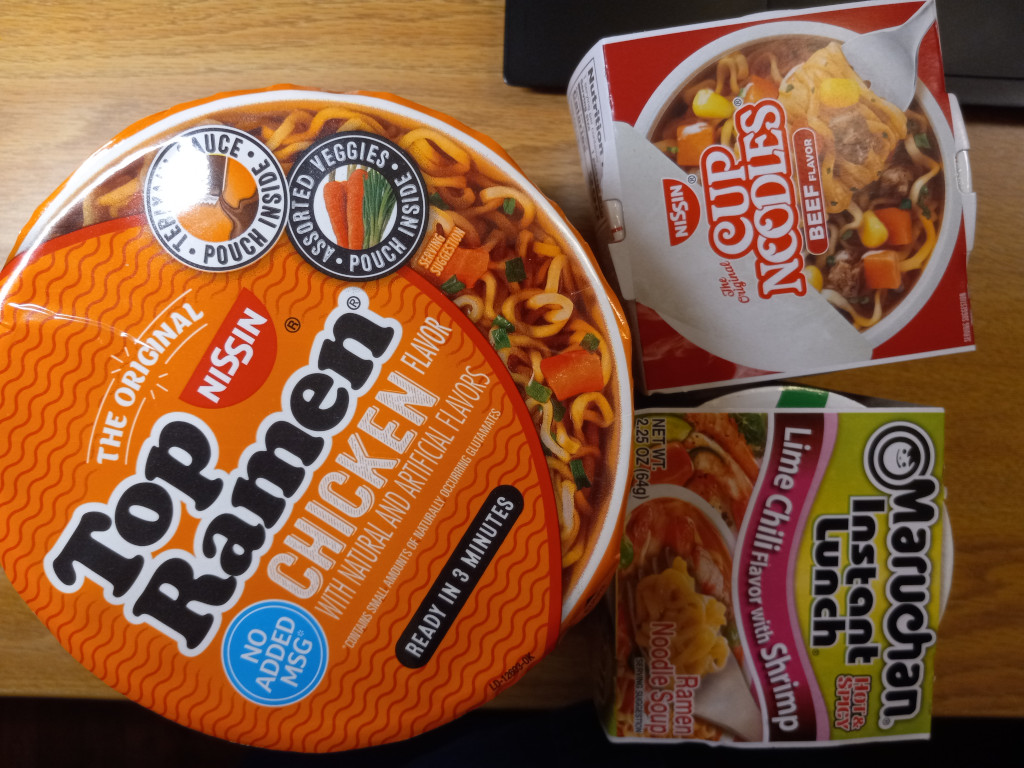 TERIYAKI SAUCE
• POUCH INSIDE •
ASSORTED VEGGIES
• POUCH INSIDE •
SERVING
SUGGESTION
THE ORIGINAL
NISSIN
®
Top
Ramen®
CHICKEN FLAVOR
WITH NATURAL AND ARTIFICIAL FLAVORS
*CONTAINS SMALL AMOUNTS OF NATURALLY OCCURRING GLUTAMATES
READY IN 3 MINUTES
NO
ADDED
MSG*
Nutrition
NISSIN®
The Original
CUP
NOODLES®
BEEF FLAVOR
Maruchan®
Instant
Lunch®
HOT &
SPICY
Lime Chili Flavor with Shrimp
NET WT.
2.25 OZ (64g)
Ramen
Noodle Soup